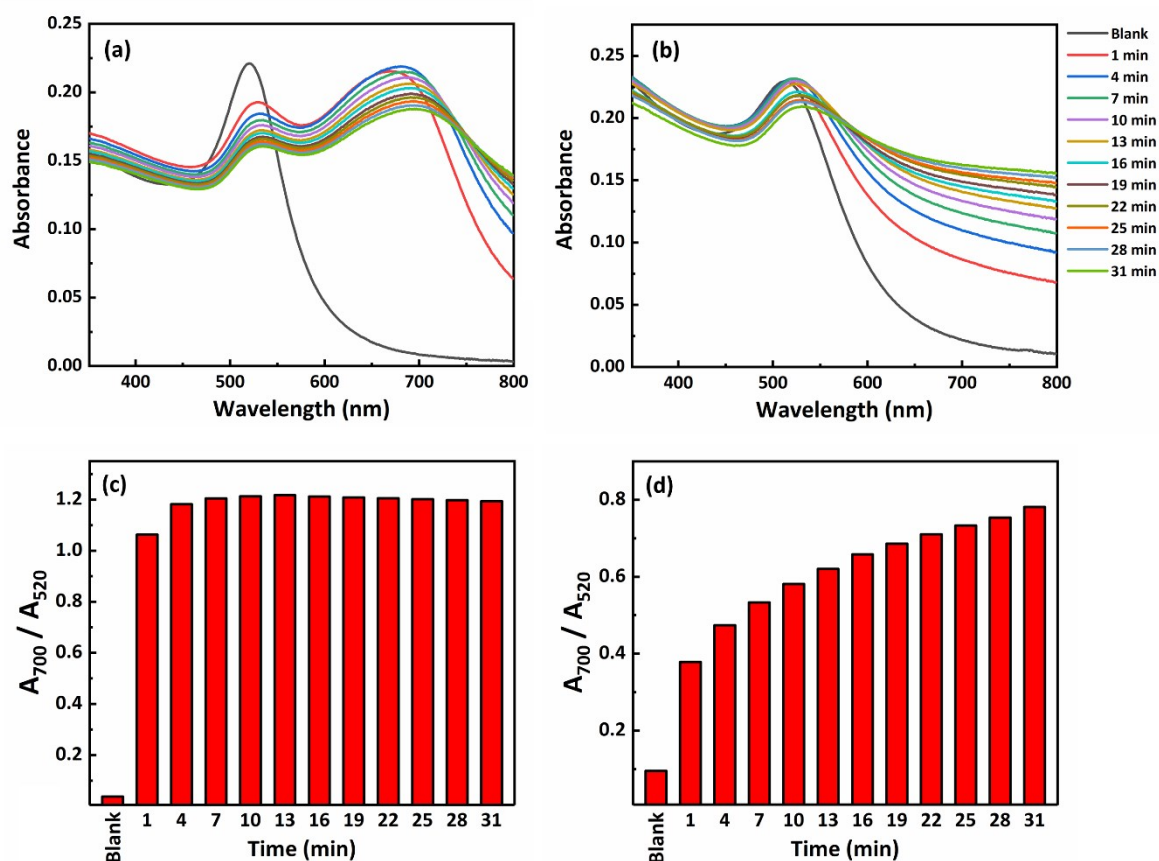 (a)
0.25
0.20
0.15
0.10
0.05
0.00
Absorbance
400 500 600 700 800
Wavelength (nm)
(b)
0.25
0.20
0.15
0.10
0.05
0.00
Absorbance
400 500 600 700 800
Wavelength (nm)
Blank
1 min
4 min
7 min
10 min
13 min
16 min
19 min
22 min
25 min
28 min
31 min
(c)
1.2
1.0
1.2
0.6
0.4
0.2
A700 / A520
Blank 1 4 7 10 13 16 19 22 25 28 31
Time (min)
(d)
0.8
0.6
0.4
0.2
A700 / A520
Blank 1 4 7 10 13 16 19 22 25 28 31
Time (min)